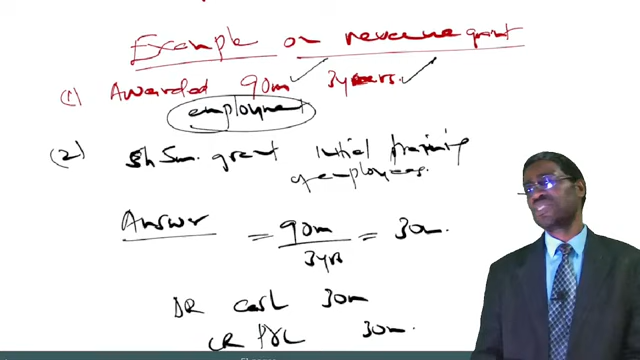 Example on revenue grant
(1) Awarded 90m 3years.
employment
(2) sh 5m. grant initial training
of employees.
Answer = 90m = 30m.
3yrs
DR cash 30m
CR P&L 30m.